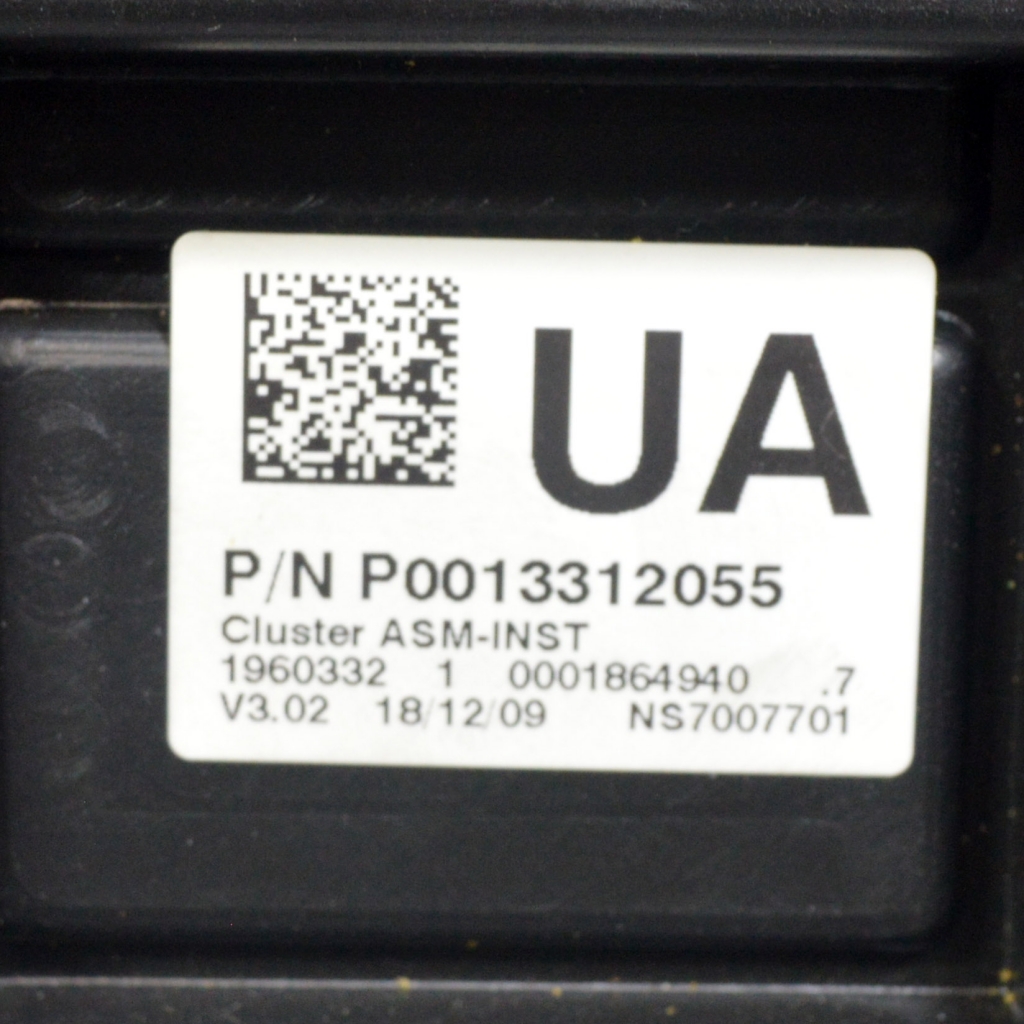 UA
P/N P0013312055
Cluster ASM-INST
1960332 1 0001864940 .7
V3.02 18/12/09 NS7007701